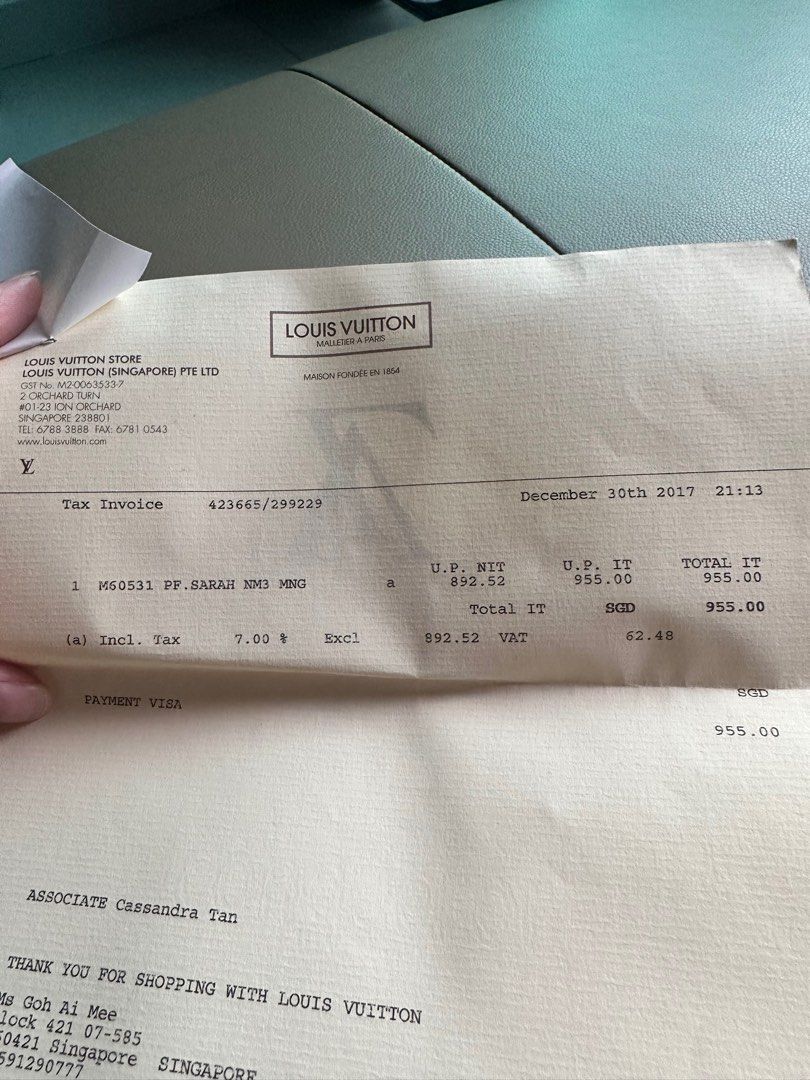 LOUIS VUITTON
MALLETIER A PARIS
MAISON FONDÉE EN 1854
LOUIS VUITTON STORE
LOUIS VUITTON (SINGAPORE) PTE LTD
GST No. M2-0063533-7
2 ORCHARD TURN
#01-23 ION ORCHARD
SINGAPORE 238801
TEL: 6788 3888 FAX: 6781 0543
www.louisvuitton.com
LV
Tax Invoice 423665/299229 December 30th 2017 21:13
U.P. NIT U.P. IT TOTAL IT
1 M60531 PF.SARAH NM3 MNG a 892.52 955.00 955.00
Total IT SGD 955.00
(a) Incl. Tax 7.00 % Excl 892.52 VAT 62.48
PAYMENT VISA SGD
955.00
ASSOCIATE Cassandra Tan
THANK YOU FOR SHOPPING WITH LOUIS VUITTON
Ms Goh Ai Mee
lock 421 07-585
0421 Singapore SINGAPORE
591290777